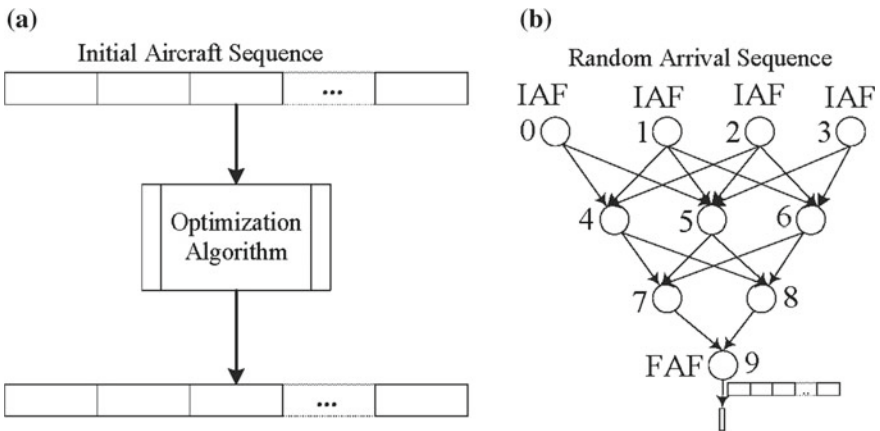 (a)
Initial Aircraft Sequence
...
Optimization
Algorithm
...
(b)
Random Arrival Sequence
IAF IAF IAF IAF
0 1 2 3
4 5 6
7 8
FAF 9
..